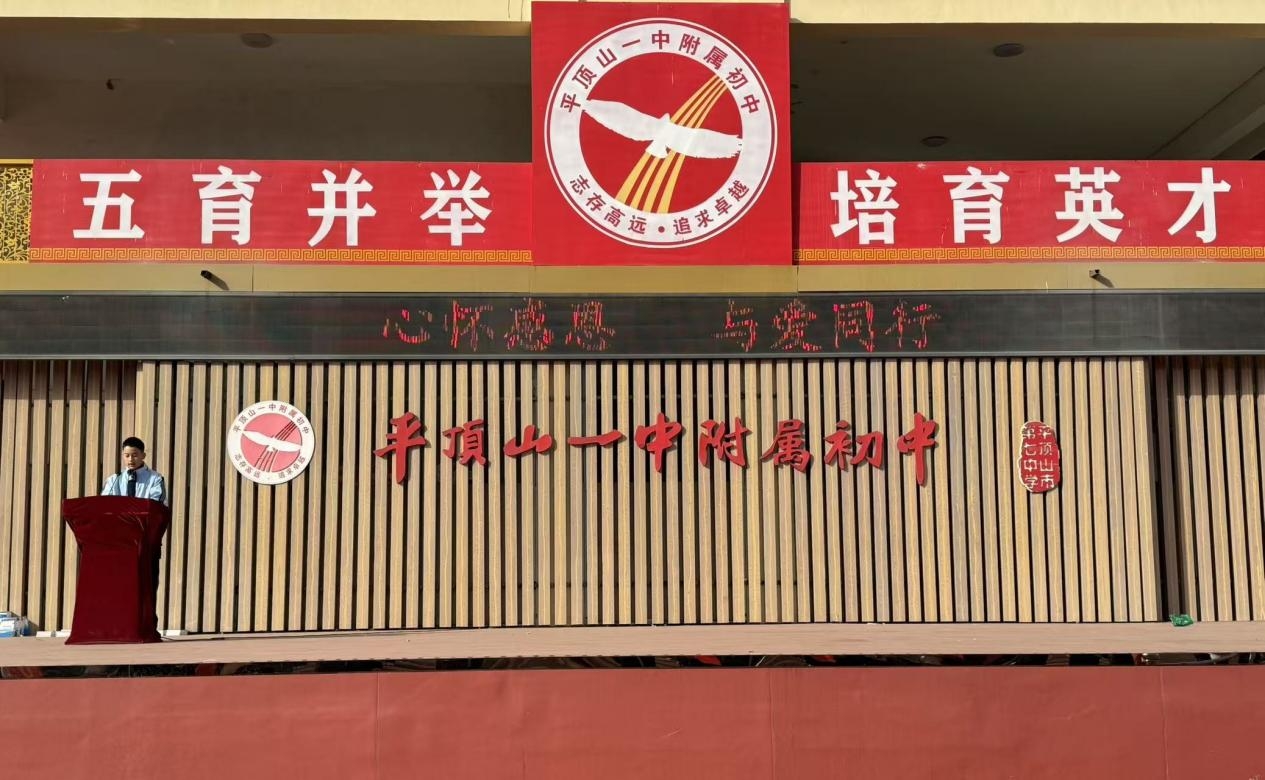 平顶山一中附属初中
志存高远·追求卓越
五育并举
培育英才
心怀感恩 与爱同行
平顶山一中附属初中
志存高远·追求卓越
平顶山一中附属初中
平顶山市
第七中学